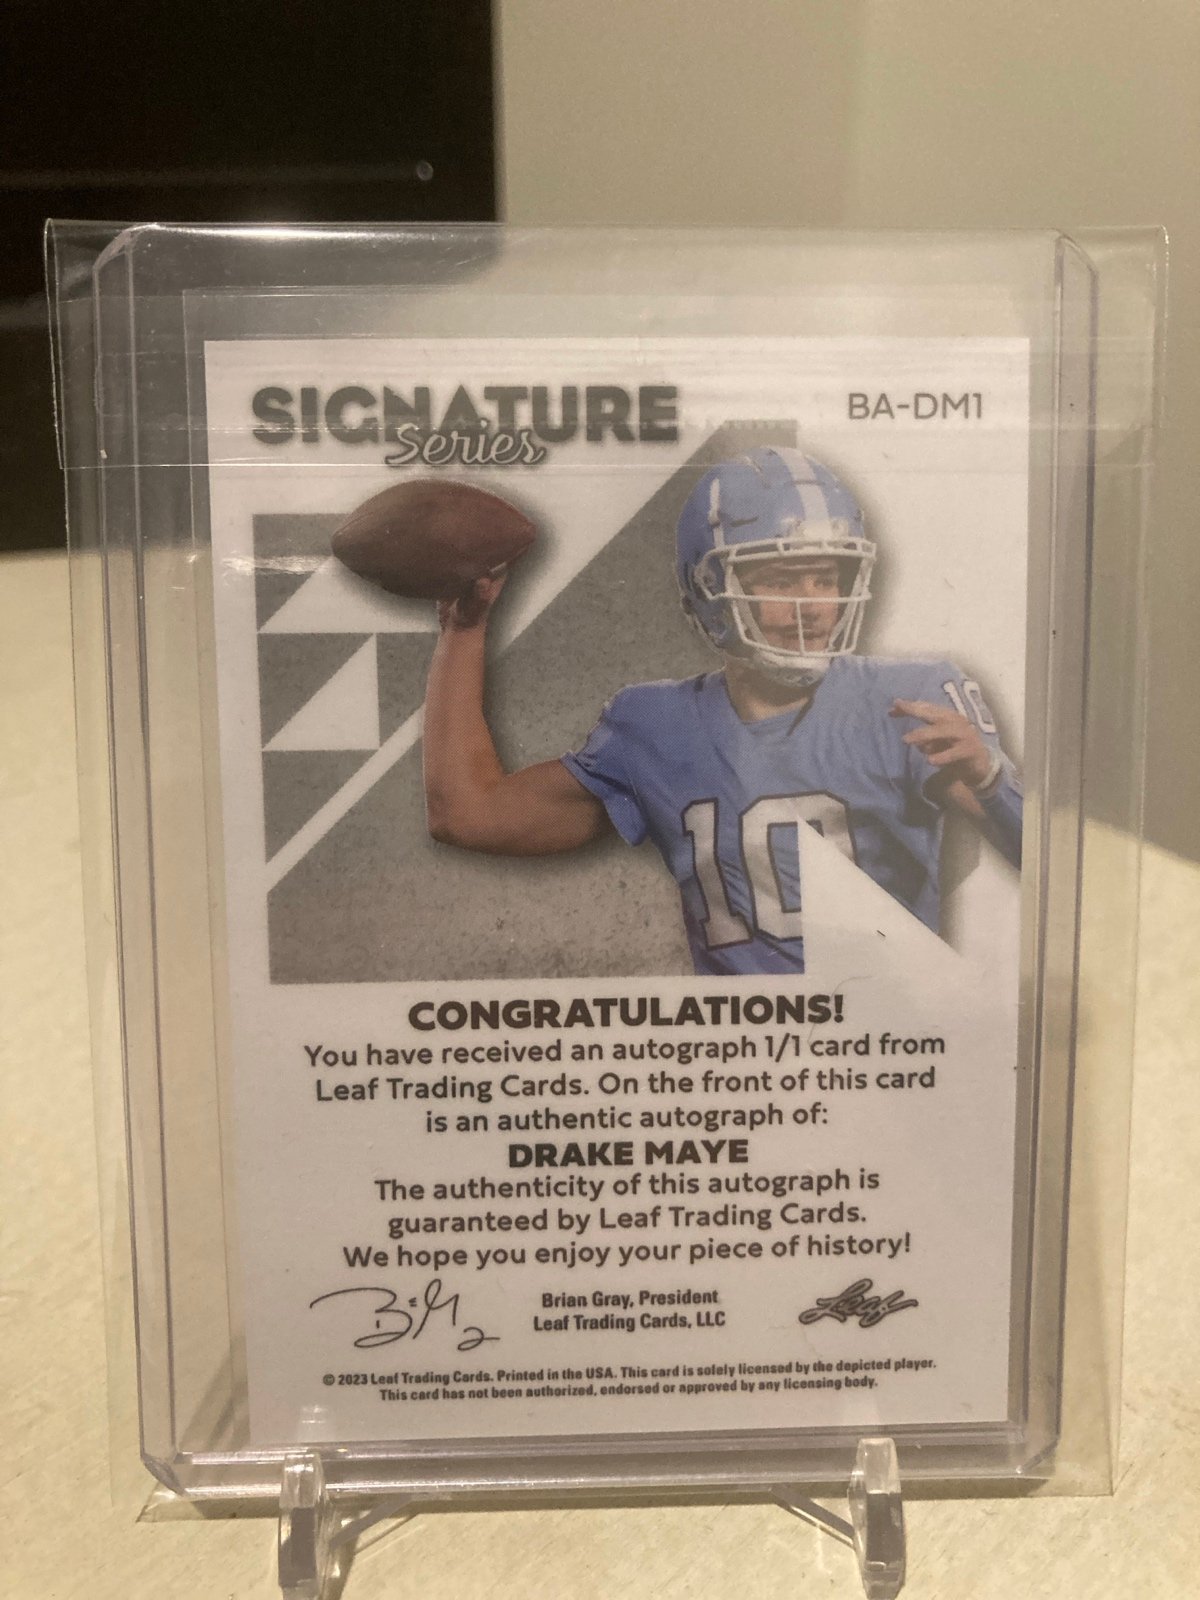 SIGNATURE
Series
BA-DM1
10
10
CONGRATULATIONS!
You have received an autograph 1/1 card from
Leaf Trading Cards. On the front of this card
is an authentic autograph of:
DRAKE MAYE
The authenticity of this autograph is
guaranteed by Leaf Trading Cards.
We hope you enjoy your piece of history!
Brian Gray, President
Leaf Trading Cards, LLC
Leaf
© 2023 Leaf Trading Cards. Printed in the USA. This card is solely licensed by the depicted player.
This card has not been authorized, endorsed or approved by any licensing body.